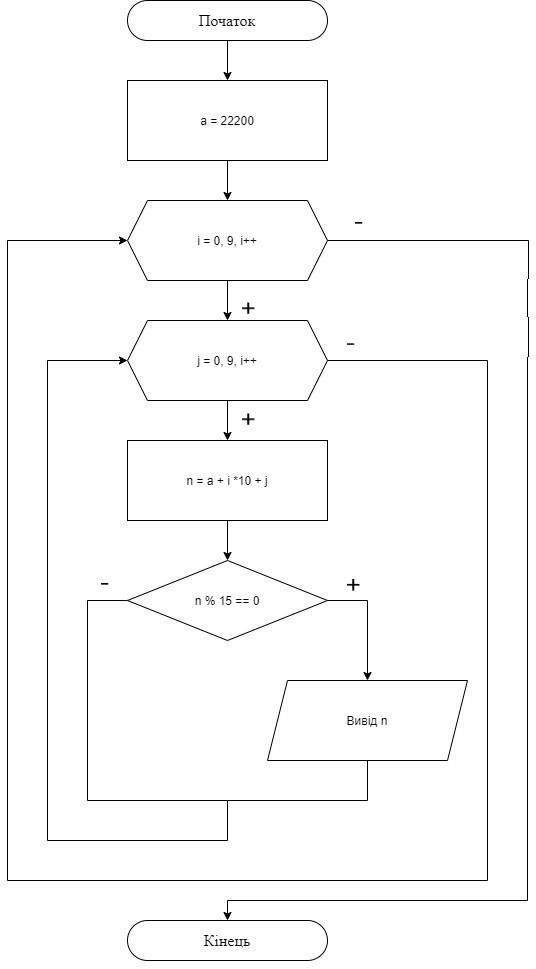 Початок
a = 22200
i = 0, 9, i++
-
+
j = 0, 9, i++
-
+
n = a + i *10 + j
n % 15 == 0
-
+
Вивід n
Кінець